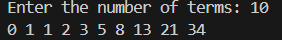 Enter the number of terms: 10
0 1 1 2 3 5 8 13 21 34